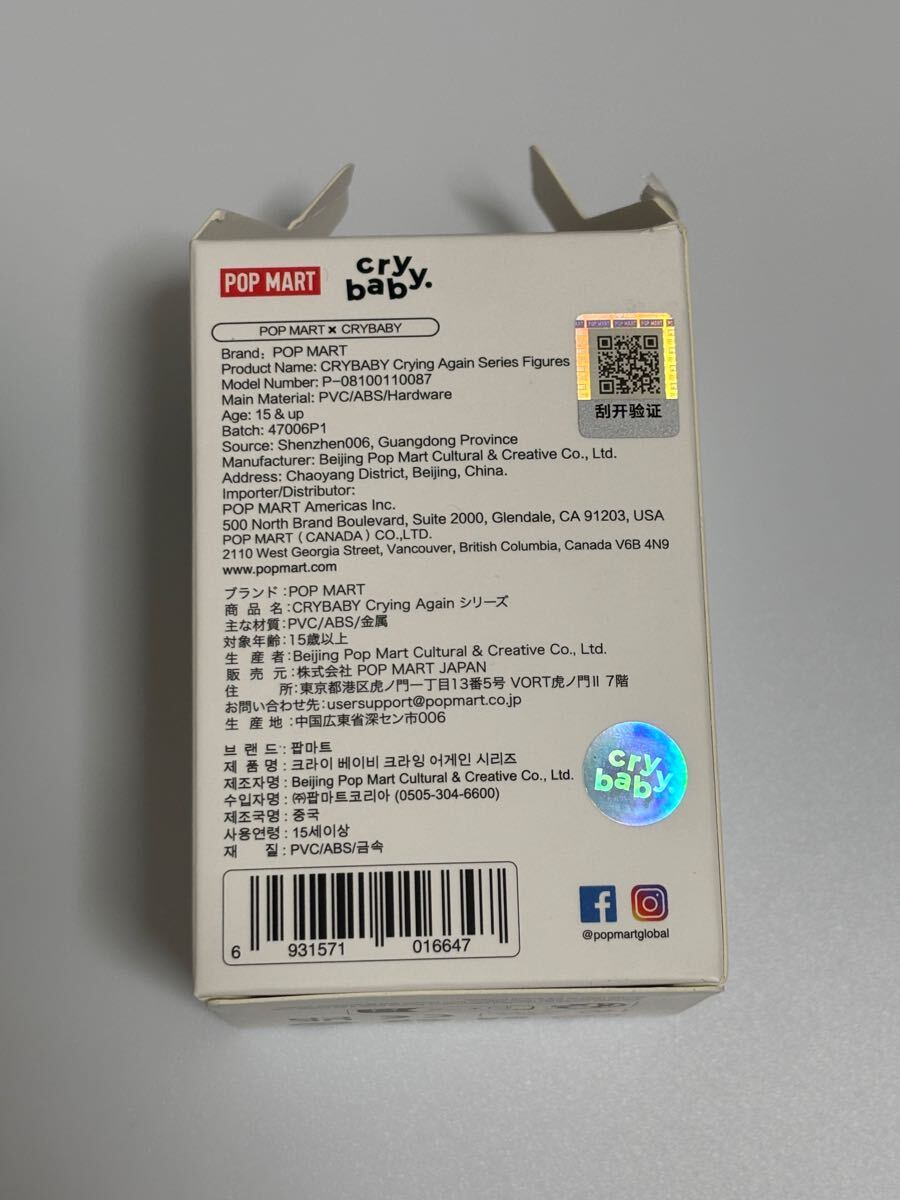 POP MART
cry
baby.
POP MART × CRYBABY
Brand: POP MART
Product Name: CRYBABY Crying Again Series Figures
Model Number: P-08100110087
Main Material: PVC/ABS/Hardware
Age: 15 & up
Batch: 47006P1
Source: Shenzhen006, Guangdong Province
Manufacturer: Beijing Pop Mart Cultural & Creative Co., Ltd.
Address: Chaoyang District, Beijing, China.
Importer/Distributor:
POP MART Americas Inc.
500 North Brand Boulevard, Suite 2000, Glendale, CA 91203, USA
POP MART (CANADA) CO.,LTD.
2110 West Georgia Street, Vancouver, British Columbia, Canada V6B 4N9
www.popmart.com
POP MART POP MART POP MART
刮开验证
ブランド:POP MART
商品名:CRYBABY Crying Again シリーズ
主な材質:PVC/ABS/金属
対象年齢:15歳以上
生産者:Beijing Pop Mart Cultural & Creative Co., Ltd.
販売元:株式会社 POP MART JAPAN
住所:東京都港区虎ノ門一丁目13番5号 VORT虎ノ門II 7階
お問い合わせ先:usersupport@popmart.co.jp
生産地:中国広東省深セン市006
브랜드: 팝마트
제품명: 크라이 베이비 크라잉 어게인 시리즈
제조자명: Beijing Pop Mart Cultural & Creative Co., Ltd.
수입자명: ㈜팝마트코리아 (0505-304-6600)
제조국명: 중국
사용연령: 15세이상
재질: PVC/ABS/금속
cry
baby.
6 931571 016647
@popmartglobal